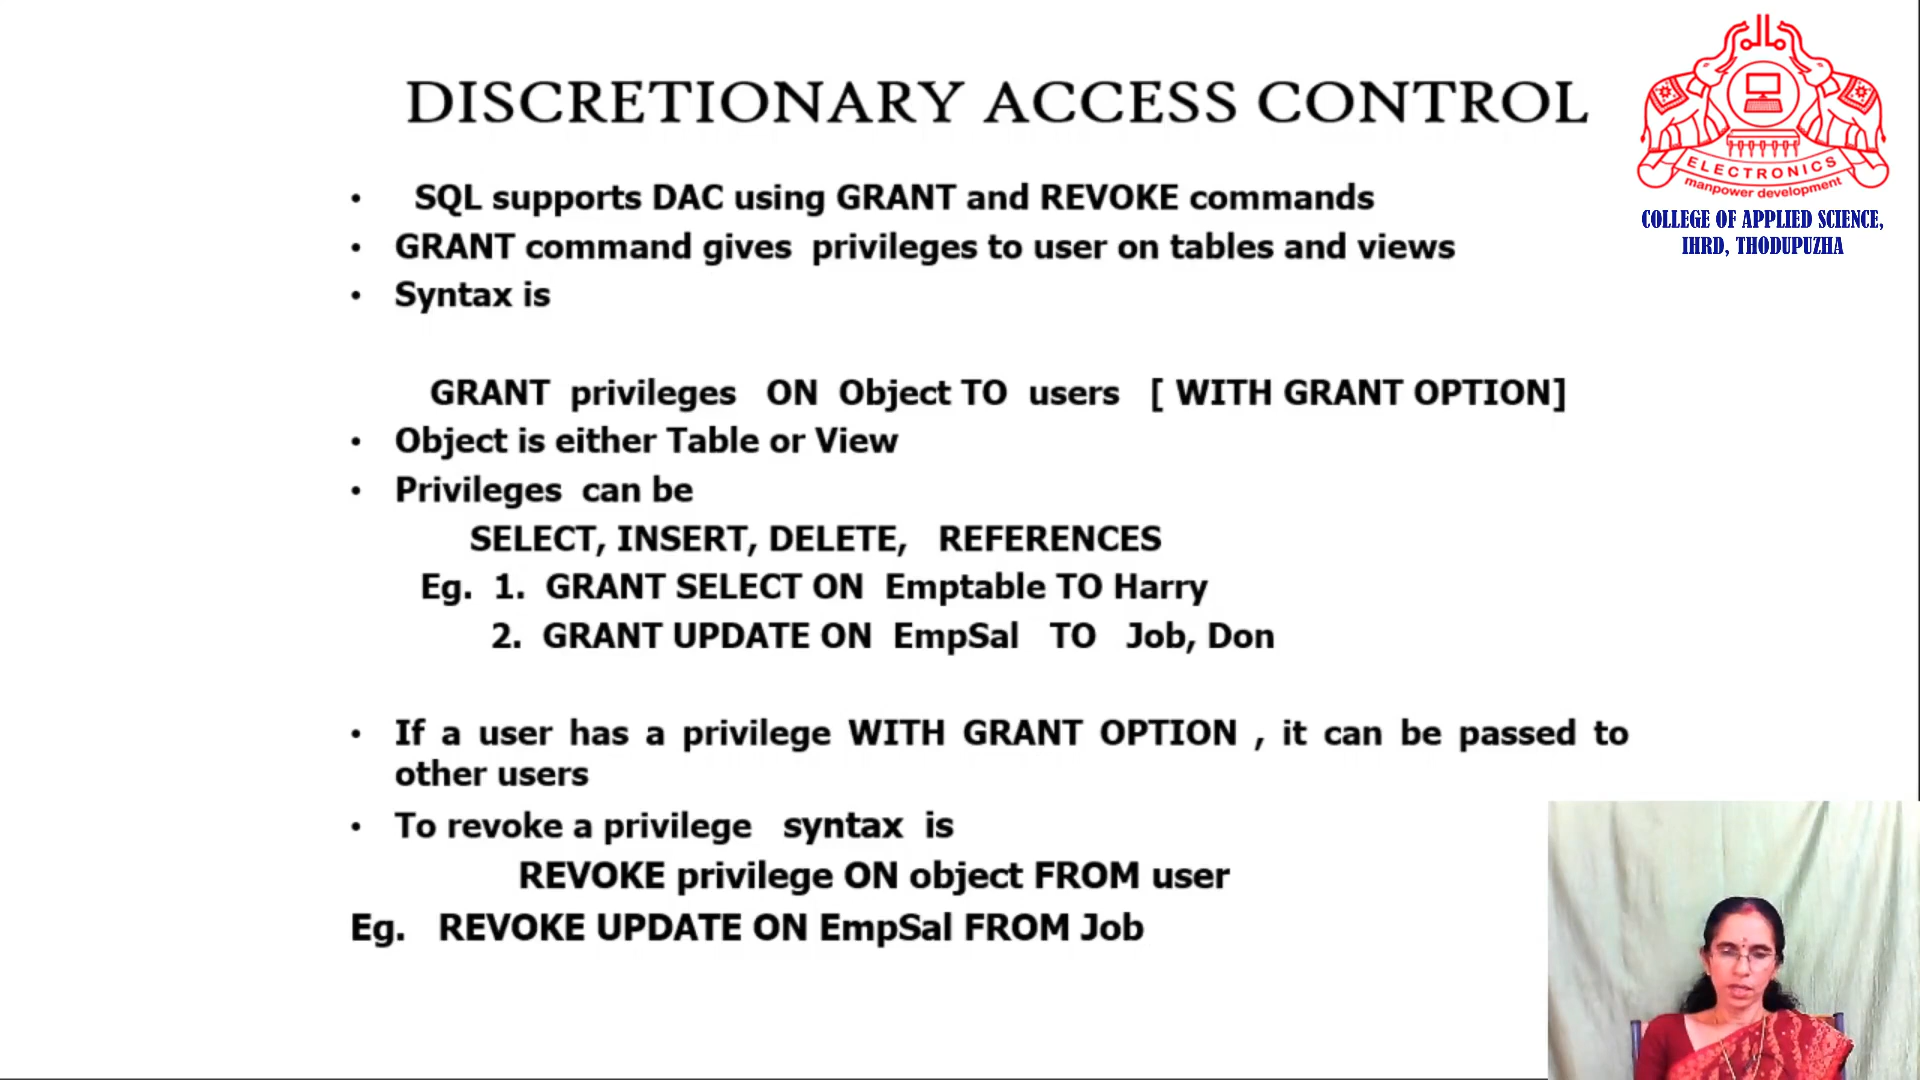 DISCRETIONARY ACCESS CONTROL
ELECTRONICS
manpower development
COLLEGE OF APPLIED SCIENCE,
IHRD, THODUPUZHA
• SQL supports DAC using GRANT and REVOKE commands
• GRANT command gives privileges to user on tables and views
• Syntax is
GRANT privileges ON Object TO users [ WITH GRANT OPTION]
• Object is either Table or View
• Privileges can be
SELECT, INSERT, DELETE, REFERENCES
Eg. 1. GRANT SELECT ON Emptable TO Harry
2. GRANT UPDATE ON EmpSal TO Job, Don
• If a user has a privilege WITH GRANT OPTION , it can be passed to
other users
• To revoke a privilege syntax is
REVOKE privilege ON object FROM user
Eg. REVOKE UPDATE ON EmpSal FROM Job